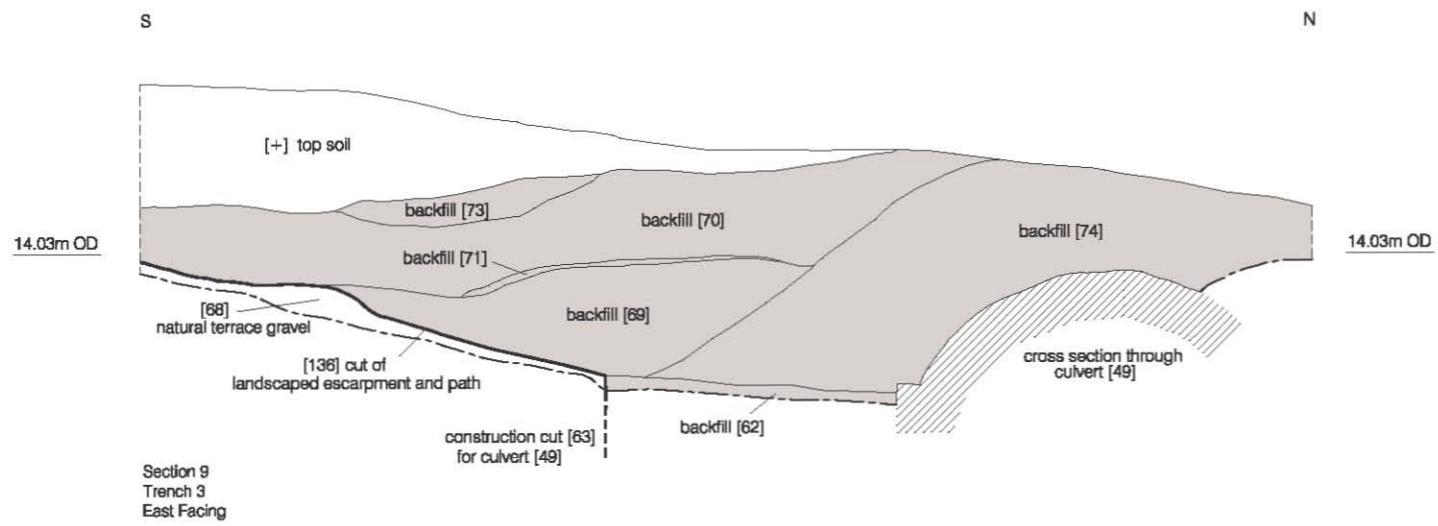 S
N
[+] top soil
backfill [73]
backfill [70]
backfill [74]
14.03m OD
14.03m OD
backfill [71]
[68]
natural terrace gravel
backfill [69]
[136] cut of
landscaped escarpment and path
cross section through
culvert [49]
backfill [62]
construction cut [63]
for culvert [49]
Section 9
Trench 3
East Facing